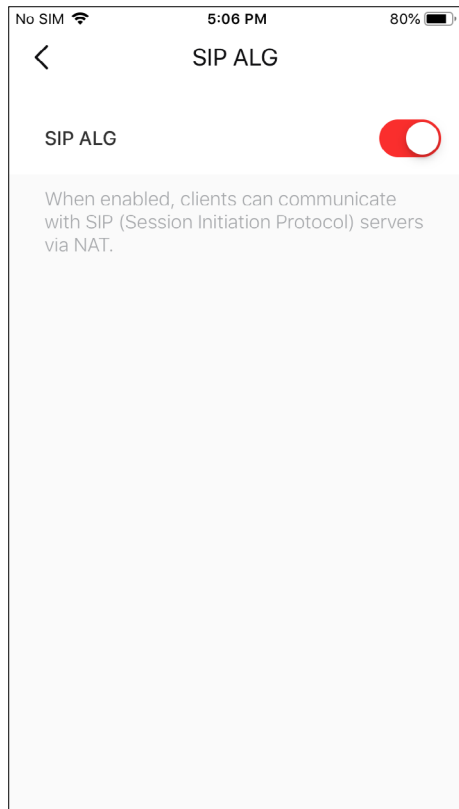 No SIM 5:06 PM 80%
SIP ALG
SIP ALG
When enabled, clients can communicate
with SIP (Session Initiation Protocol) servers
via NAT.